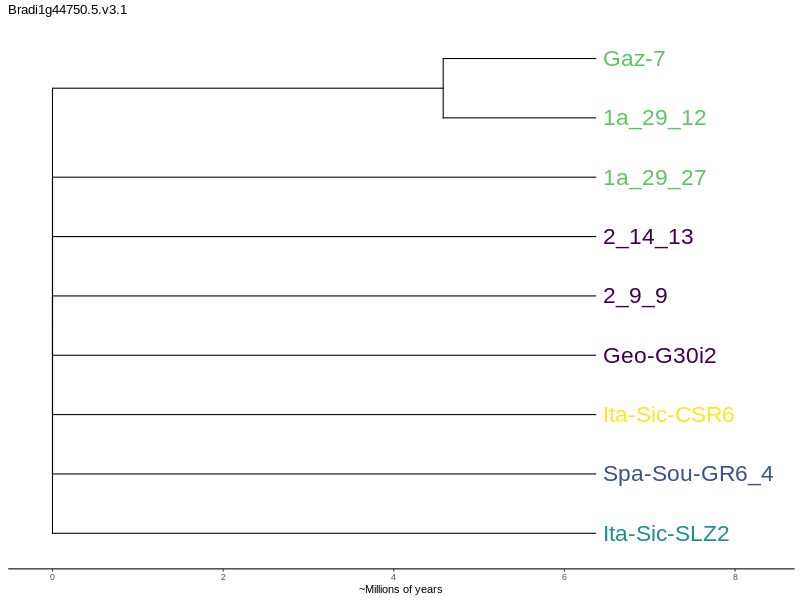 Bradi1g44750.5.v3.1
Gaz-7
1a_29_12
1a_29_27
2_14_13
2_9_9
Geo-G30i2
Ita-Sic-CSR6
Spa-Sou-GR6_4
Ita-Sic-SLZ2
0 2 4 6 8
~Millions of years